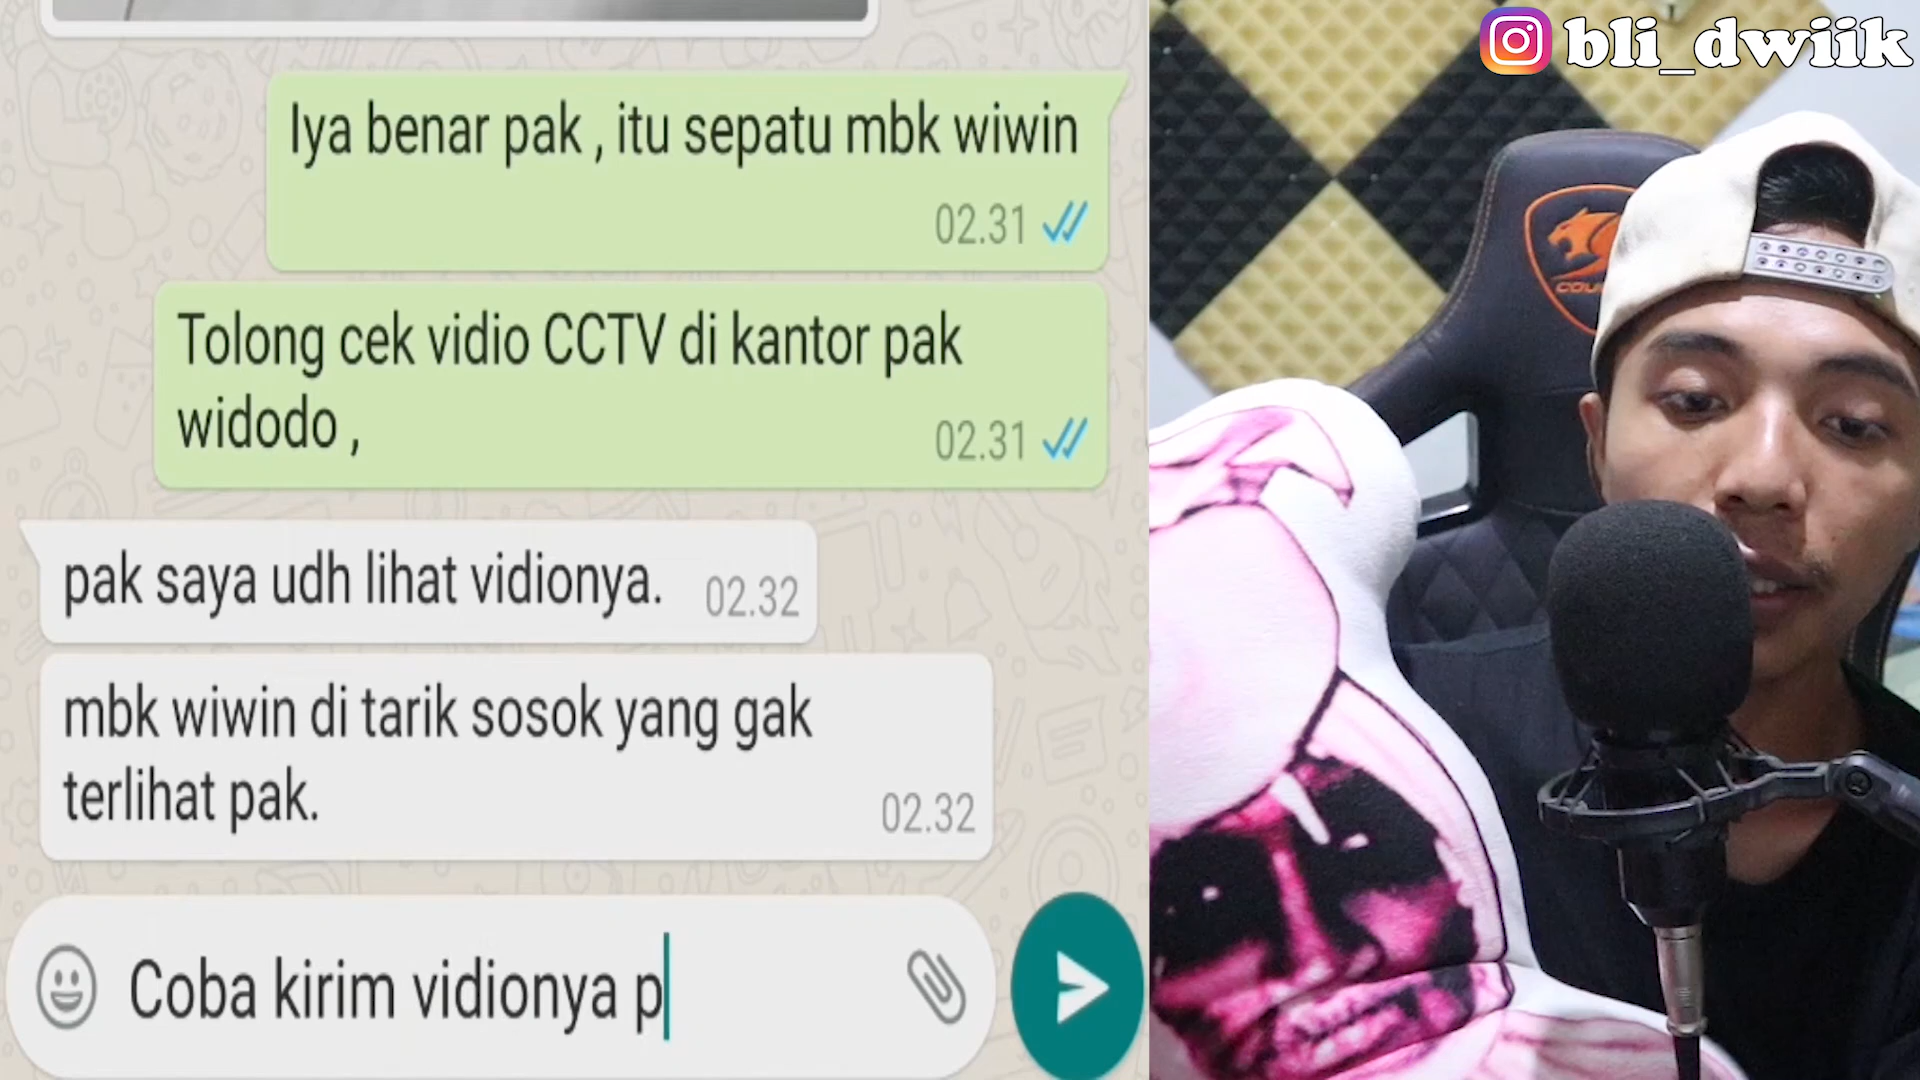 bli_dwiik
Iya benar pak , itu sepatu mbk wiwin
02.31
Tolong cek vidio CCTV di kantor pak
widodo ,
02.31
pak saya udh lihat vidionya.
02.32
mbk wiwin di tarik sosok yang gak
terlihat pak.
02.32
Coba kirim vidionya p